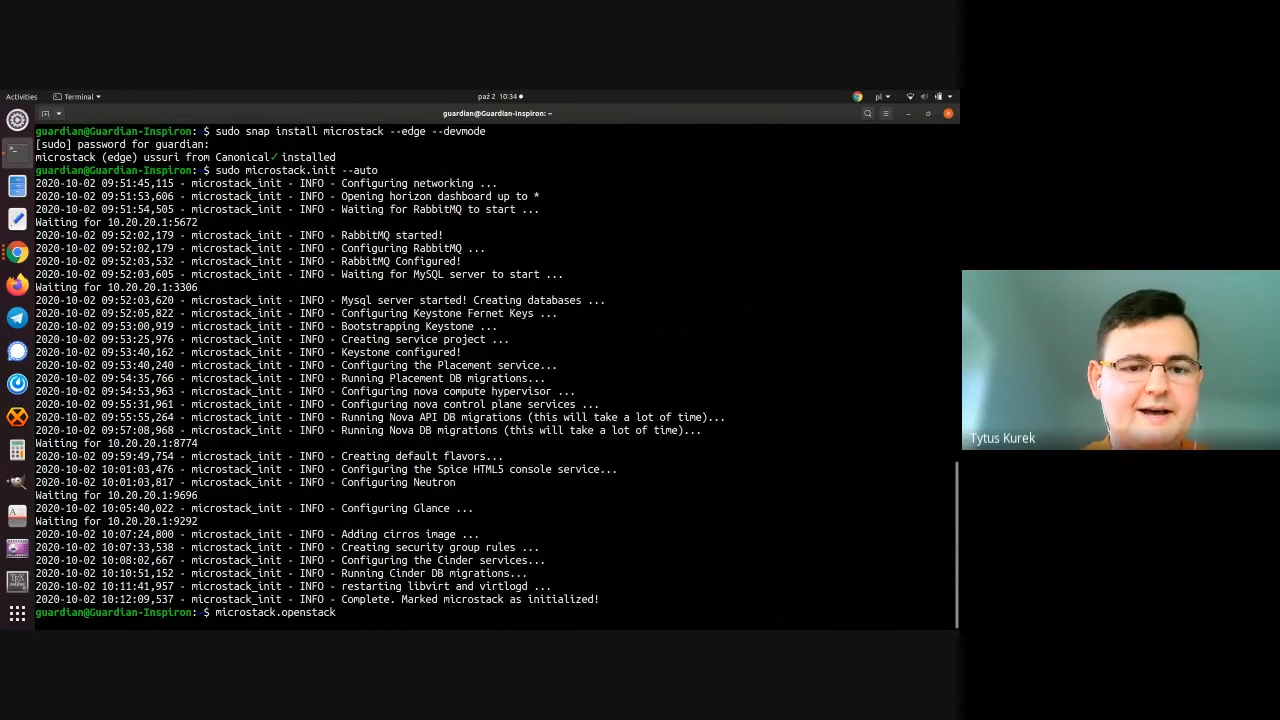 Activities
Terminal
paź 2 10:34
pl
guardian@Guardian-Inspiron: ~
guardian@Guardian-Inspiron:~$ sudo snap install microstack --edge --devmode
[sudo] password for guardian:
microstack (edge) ussuri from Canonical✓ installed
guardian@Guardian-Inspiron:~$ sudo microstack.init --auto
2020-10-02 09:51:45,115 - microstack_init - INFO - Configuring networking ...
2020-10-02 09:51:53,606 - microstack_init - INFO - Opening horizon dashboard up to *
2020-10-02 09:51:54,505 - microstack_init - INFO - Waiting for RabbitMQ to start ...
Waiting for 10.20.20.1:5672
2020-10-02 09:52:02,179 - microstack_init - INFO - RabbitMQ started!
2020-10-02 09:52:02,179 - microstack_init - INFO - Configuring RabbitMQ ...
2020-10-02 09:52:03,532 - microstack_init - INFO - RabbitMQ Configured!
2020-10-02 09:52:03,605 - microstack_init - INFO - Waiting for MySQL server to start ...
Waiting for 10.20.20.1:3306
2020-10-02 09:52:03,620 - microstack_init - INFO - Mysql server started! Creating databases ...
2020-10-02 09:52:05,822 - microstack_init - INFO - Configuring Keystone Fernet Keys ...
2020-10-02 09:53:00,919 - microstack_init - INFO - Bootstrapping Keystone ...
2020-10-02 09:53:25,976 - microstack_init - INFO - Creating service project ...
2020-10-02 09:53:40,162 - microstack_init - INFO - Keystone configured!
2020-10-02 09:53:40,240 - microstack_init - INFO - Configuring the Placement service...
2020-10-02 09:54:35,766 - microstack_init - INFO - Running Placement DB migrations...
2020-10-02 09:54:53,963 - microstack_init - INFO - Configuring nova compute hypervisor ...
2020-10-02 09:55:31,961 - microstack_init - INFO - Configuring nova control plane services ...
2020-10-02 09:55:55,264 - microstack_init - INFO - Running Nova API DB migrations (this will take a lot of time)...
2020-10-02 09:57:08,968 - microstack_init - INFO - Running Nova DB migrations (this will take a lot of time)...
Waiting for 10.20.20.1:8774
2020-10-02 09:59:49,754 - microstack_init - INFO - Creating default flavors...
2020-10-02 10:01:03,476 - microstack_init - INFO - Configuring the Spice HTML5 console service...
2020-10-02 10:01:03,817 - microstack_init - INFO - Configuring Neutron
Waiting for 10.20.20.1:9696
2020-10-02 10:05:40,022 - microstack_init - INFO - Configuring Glance ...
Waiting for 10.20.20.1:9292
2020-10-02 10:07:24,800 - microstack_init - INFO - Adding cirros image ...
2020-10-02 10:07:33,538 - microstack_init - INFO - Creating security group rules ...
2020-10-02 10:08:02,667 - microstack_init - INFO - Configuring the Cinder services...
2020-10-02 10:10:51,152 - microstack_init - INFO - Running Cinder DB migrations...
2020-10-02 10:11:41,957 - microstack_init - INFO - restarting libvirt and virtlogd ...
2020-10-02 10:12:09,537 - microstack_init - INFO - Complete. Marked microstack as initialized!
guardian@Guardian-Inspiron:~$ microstack.openstack
Tytus Kurek